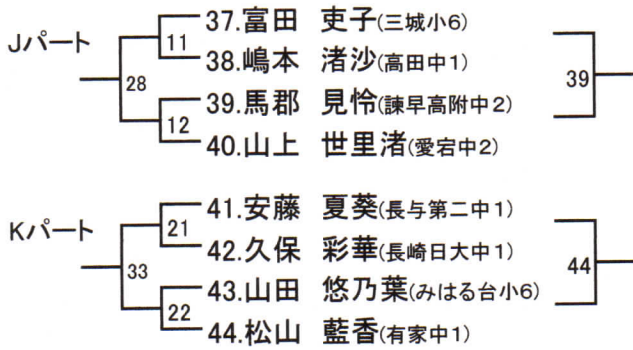 37.富田 吏子(三城小6)
Jパート
11
38.嶋本 渚沙(高田中1)
28
39
39.馬郡 見怜(諫早高附中2)
12
40.山上 世里渚(愛宕中2)
41.安藤 夏葵(長与第二中1)
Kパート
21
42.久保 彩華(長崎日大中1)
33
44
43.山田 悠乃葉(みはる台小6)
22
44.松山 藍香(有家中1)